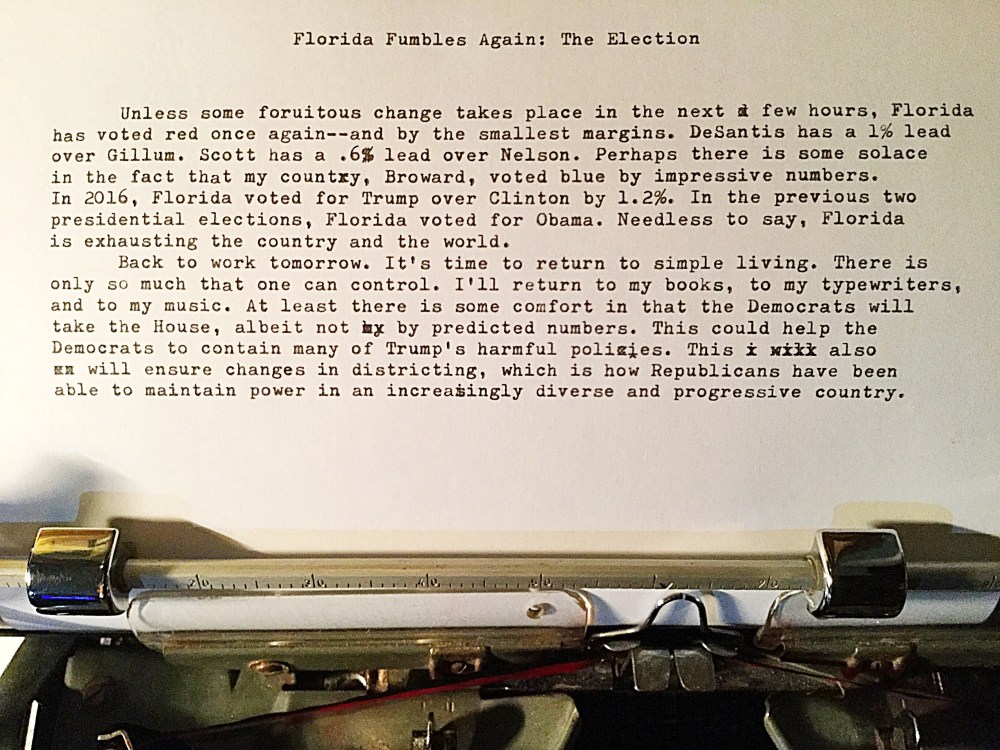 Florida Fumbles Again: The Election
Unless some foruitous change takes place in the next a few hours, Florida
has voted red once again--and by the smallest margins. DeSantis has a 1% lead
over Gillum. Scott has a .6% lead over Nelson. Perhaps there is some solace
in the fact that my country, Broward, voted blue by impressive numbers.
In 2016, Florida voted for Trump over Clinton by 1.2%. In the previous two
presidential elections, Florida voted for Obama. Needless to say, Florida
is exhausting the country and the world.
Back to work tomorrow. It's time to return to simple living. There is
only so much that one can control. I'll return to my books, to my typewriters,
and to my music. At least there is some comfort in that the Democrats will
take the House, albeit not by predicted numbers. This could help the
Democrats to contain many of Trump's harmful policies. This also
will ensure changes in districting, which is how Republicans have been
able to maintain power in an increasingly diverse and progressive country.